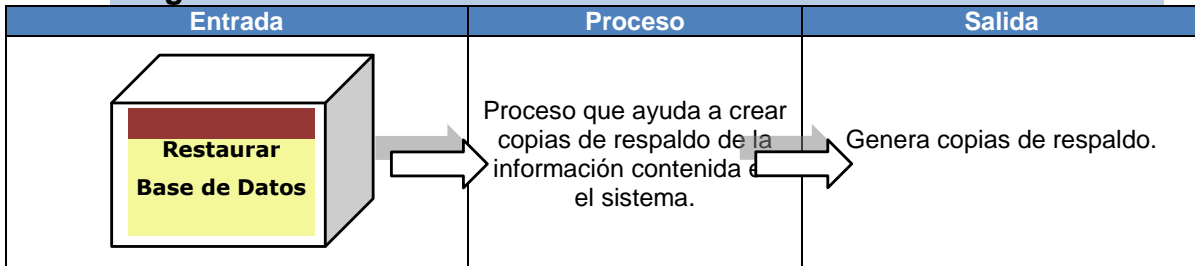 Entrada
Proceso
Salida
Restaurar
Base de Datos
Proceso que ayuda a crear
copias de respaldo de la
información contenida
el sistema.
Genera copias de respaldo.